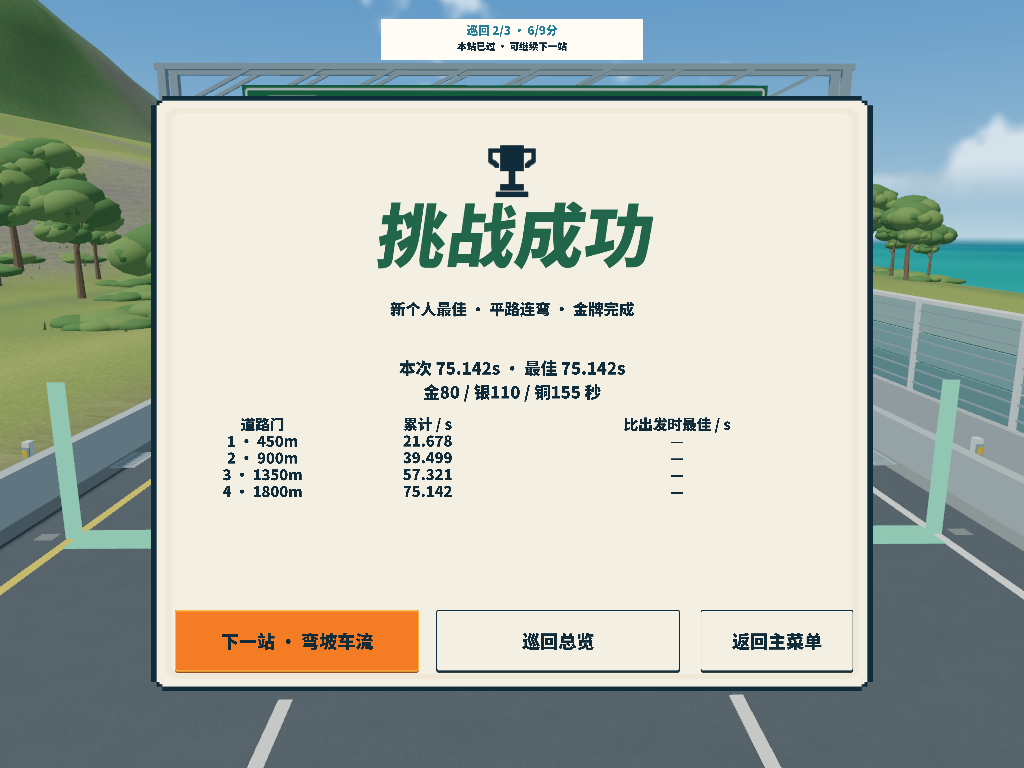 巡回 2/3 · 6/9分
本站已过 · 可继续下一站
挑战成功
新个人最佳 · 平路连弯 · 金牌完成
本次 75.142s · 最佳 75.142s
金80 / 银110 / 铜155 秒
道路门 累计 / s 比出发时最佳 / s
1 · 450m 21.678 —
2 · 900m 39.499 —
3 · 1350m 57.321 —
4 · 1800m 75.142 —
下一站 · 弯坡车流 巡回总览 返回主菜单